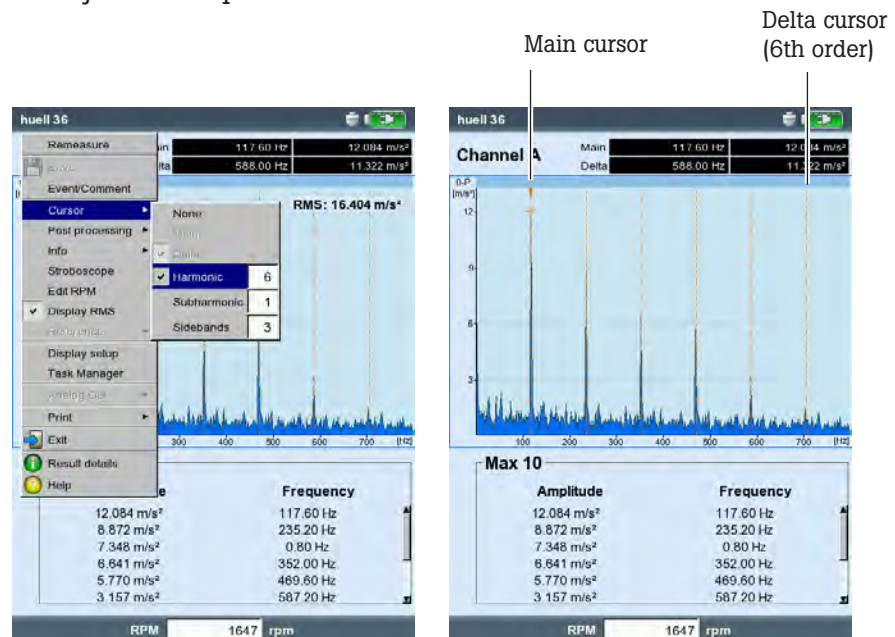 Main cursor
Delta cursor
(6th order)
huell 36
Remeasure
Event/Comment
Cursor
Post processing
Info
Stroboscope
Edit RPM
Display RMS
Display setup
Task Manager
Print
Exit
Result details
Help
None
Harmonic 6
Subharmonic 1
Sidebands 3
117.60 Hz 12.084 m/s²
588.00 Hz 11.322 m/s²
RMS: 16.404 m/s²
300 400 500 600 700 [Hz]
Frequency
12.084 m/s² 117.60 Hz
8.872 m/s² 235.20 Hz
7.348 m/s² 0.80 Hz
6.641 m/s² 352.00 Hz
5.770 m/s² 469.60 Hz
3.157 m/s² 587.20 Hz
RPM 1647 rpm
huell 36
Channel A
Main 117.60 Hz
Delta 588.00 Hz
0-P
[m/s²]
12
9
6
3
100 200 300 400 500 600 700 [Hz]
Max 10
Amplitude Frequency
12.084 m/s² 117.60 Hz
8.872 m/s² 235.20 Hz
7.348 m/s² 0.80 Hz
6.641 m/s² 352.00 Hz
5.770 m/s² 469.60 Hz
3.157 m/s² 587.20 Hz
RPM 1647 rpm